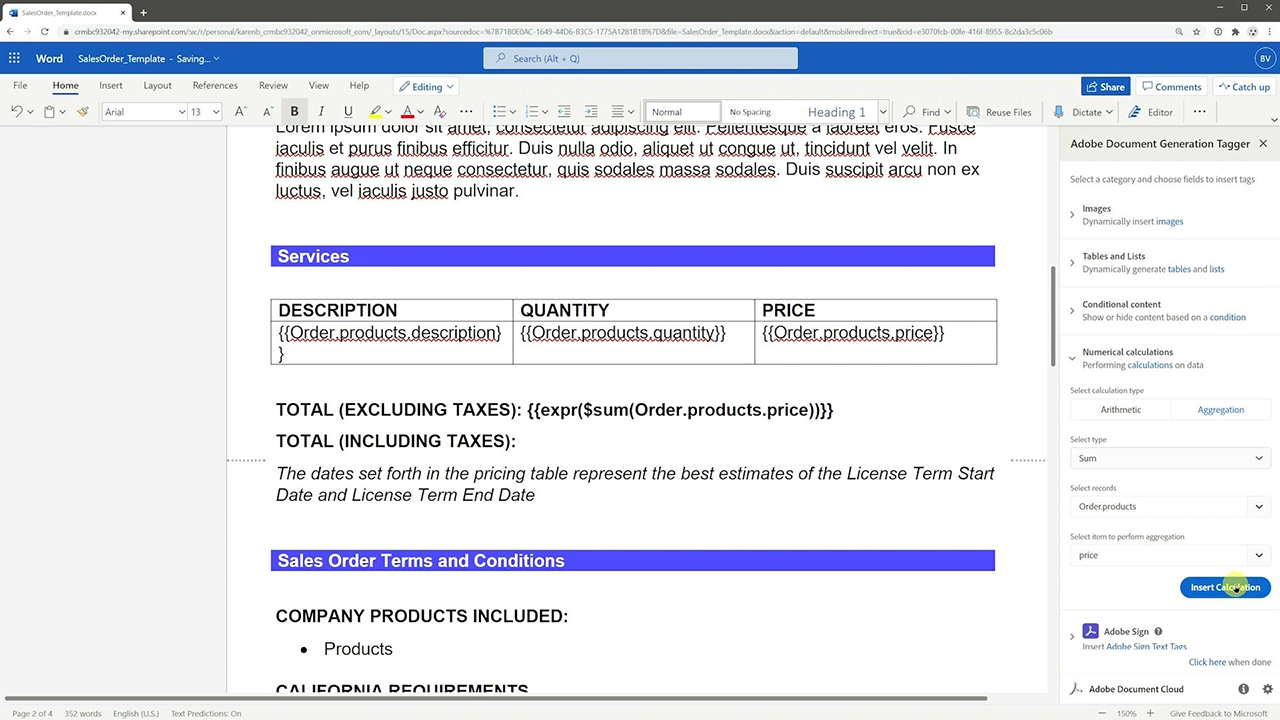 SalesOrder_Template.docx
crmbc932042-my.sharepoint.com/:w:/r/personal/karenb_crmbc932042_onmicrosoft_com/_layouts/15/Doc.aspx?sourcedoc=%7B71B0E0AC-1649-44D6-B3C5-1775A1281B18%7D&file=SalesOrder_Template.docx&action=default&mobileredirect=true&cid=e3070fcb-00fe-416f-8955-8c2da3c5c06b
Word SalesOrder_Template - Saving... Search (Alt + Q) BV
File Home Insert Layout References Review View Help Editing Share Comments Catch up
Arial 13 B I U A A Normal No Spacing Heading 1 Find Reuse Files Dictate Editor
Lorem ipsum dolor sit amet, consectetur adipiscing elit. Pellentesque a laoreet eros. Fusce
iaculis et purus finibus efficitur. Duis nulla odio, aliquet ut congue ut, tincidunt vel velit. In
finibus augue ut neque consectetur, quis sodales massa sodales. Duis suscipit arcu non ex
luctus, vel iaculis justo pulvinar.
Services
DESCRIPTION QUANTITY PRICE
{{Order.products.description} {{Order.products.quantity}} {{Order.products.price}}
}
TOTAL (EXCLUDING TAXES): {{expr($sum(Order.products.price))}}
TOTAL (INCLUDING TAXES):
The dates set forth in the pricing table represent the best estimates of the License Term Start
Date and License Term End Date
Sales Order Terms and Conditions
COMPANY PRODUCTS INCLUDED:
• Products
CALIFORNIA REQUIREMENTS
Adobe Document Generation Tagger
Select a category and choose fields to insert tags
Images
Dynamically insert images
Tables and Lists
Dynamically generate tables and lists
Conditional content
Show or hide content based on a condition
Numerical calculations
Performing calculations on data
Select calculation type
Arithmetic Aggregation
Select type
Sum
Select records
Order.products
Select item to perform aggregation
price
Insert Calculation
Adobe Sign
Insert Adobe Sign Text Tags
Click here when done
Adobe Document Cloud
Page 2 of 4 352 words English (U.S.) Text Predictions: On 150% Give Feedback to Microsoft